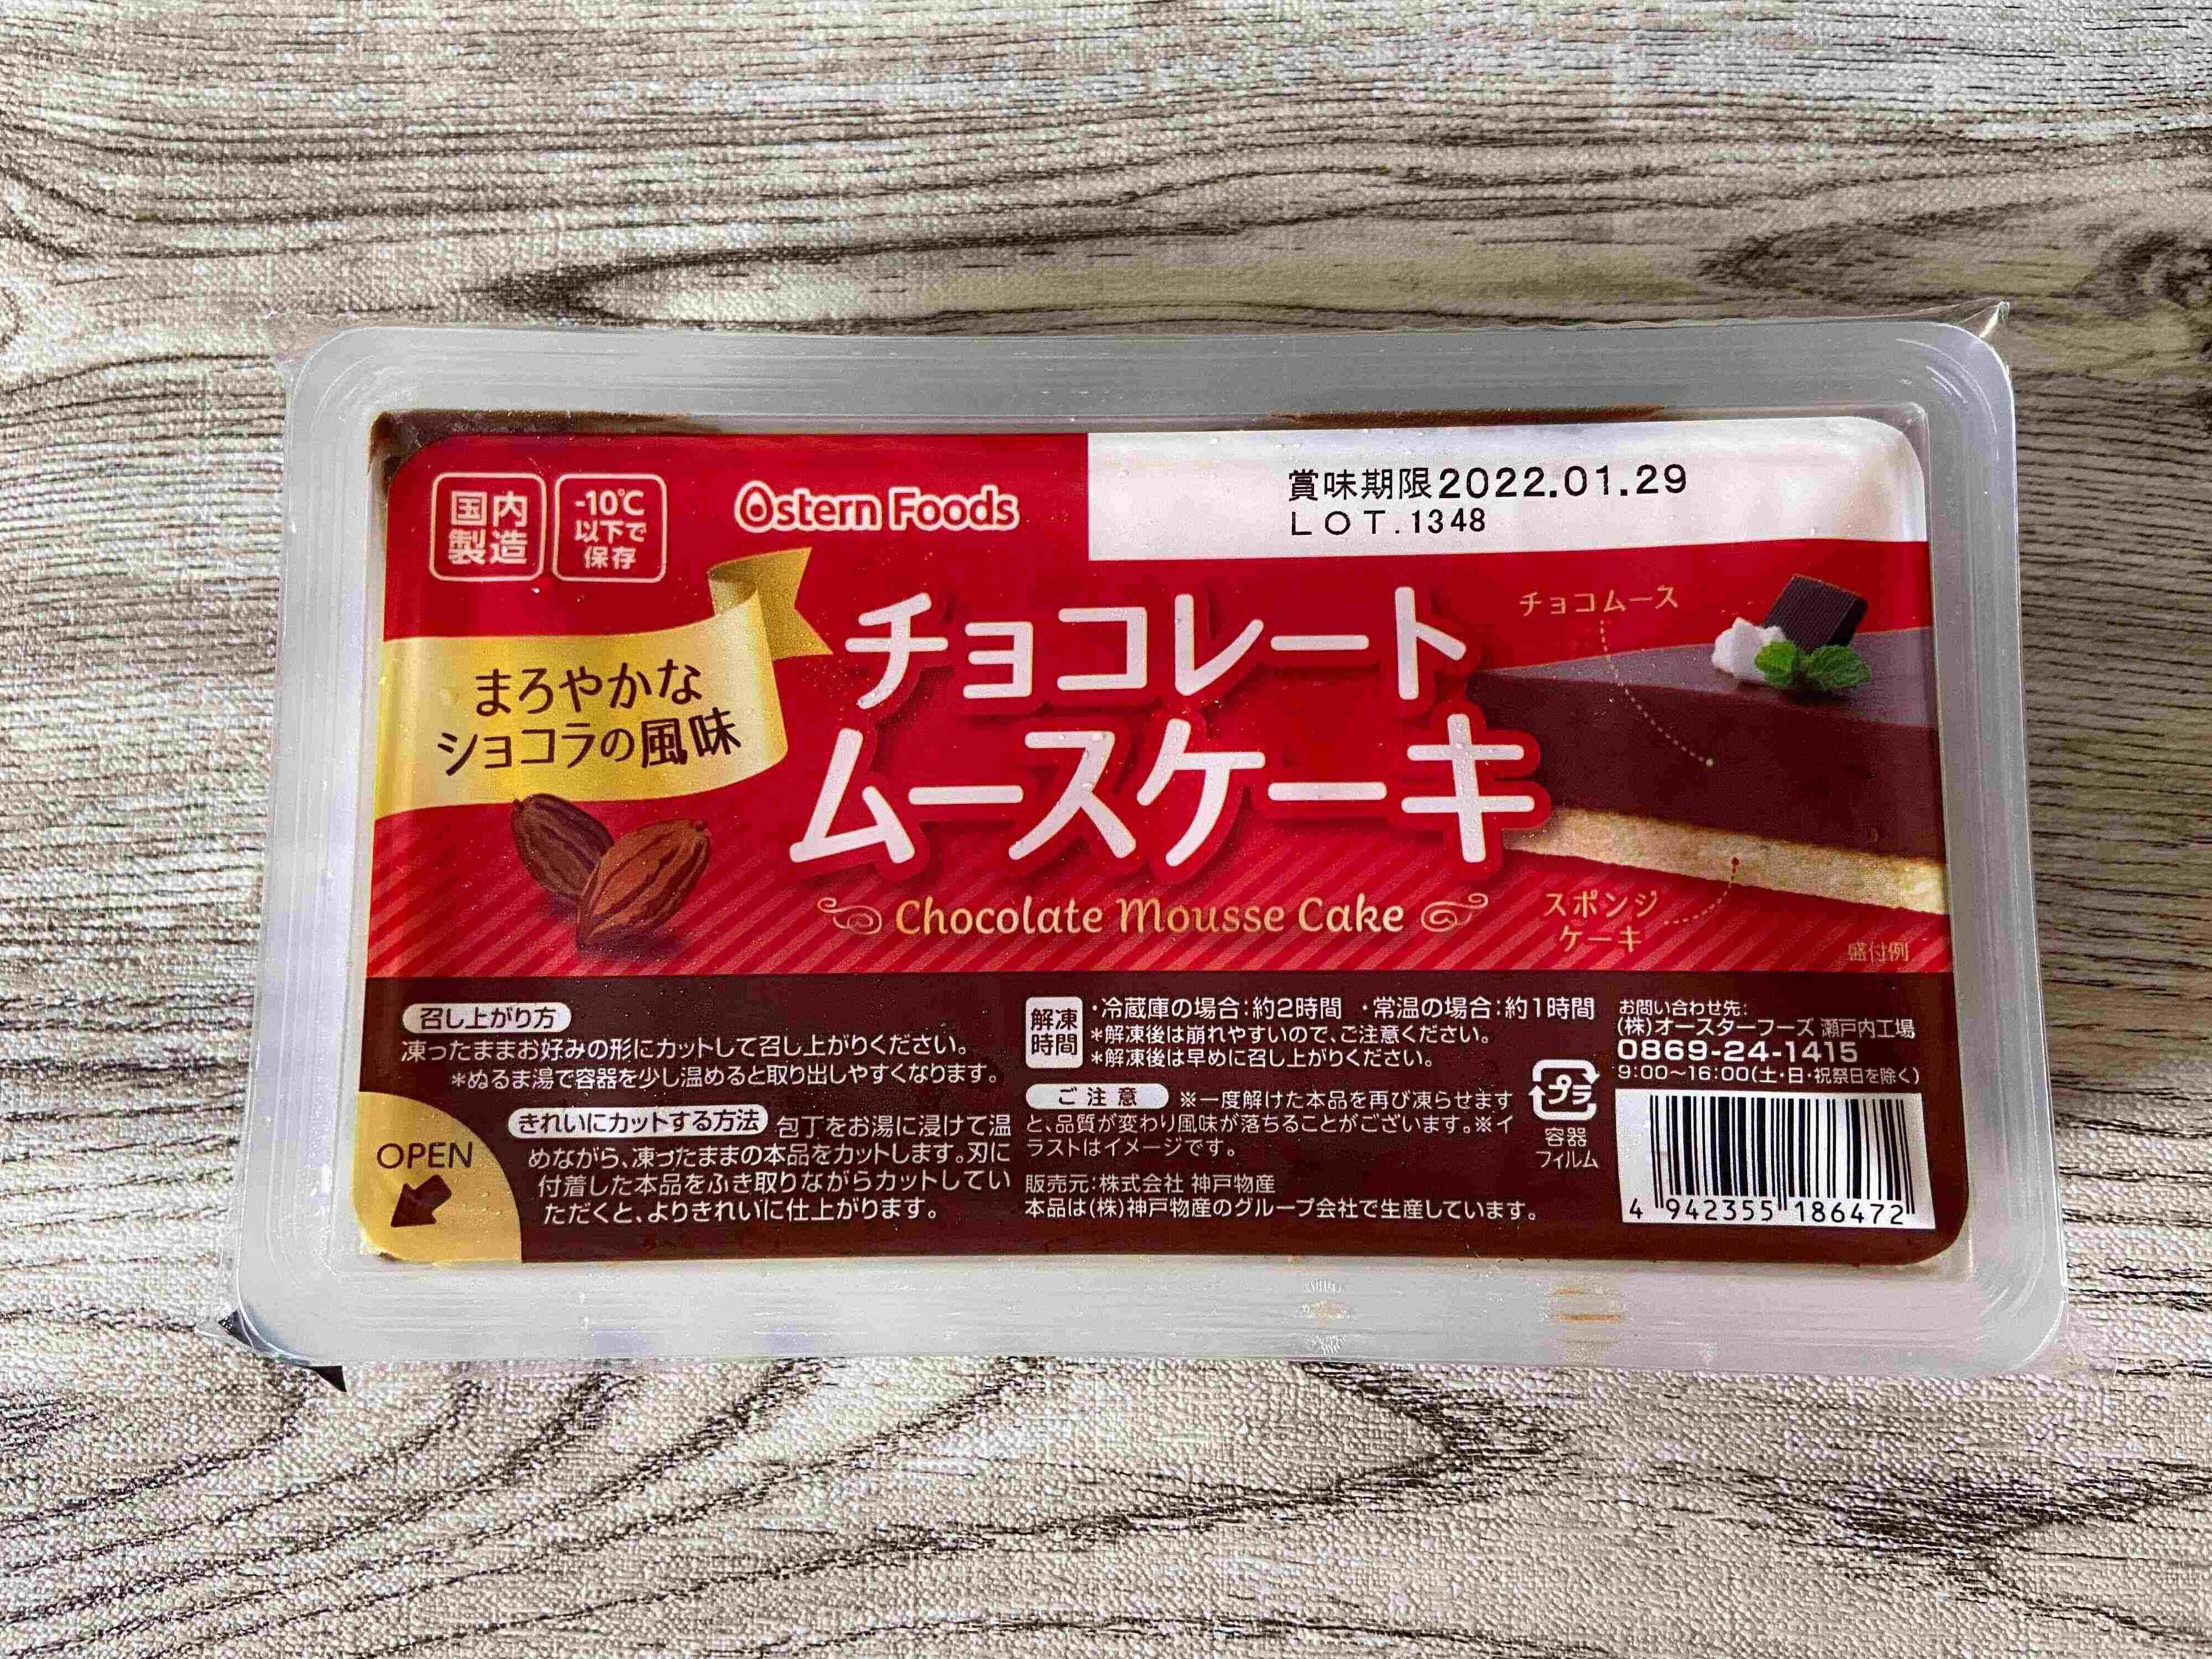 国内
製造
-10℃
以下で
保存
Ostern Foods
賞味期限2022.01.29
LOT.1348
まろやかな
ショコラの風味
チョコレート
ムースケーキ
Chocolate Mousse Cake
チョコムース
スポンジ
ケーキ
盛付例
召し上がり方
凍ったままお好みの形にカットして召し上がりください。
*ぬるま湯で容器を少し温めると取り出しやすくなります。
きれいにカットする方法 包丁をお湯に浸けて温
めながら、凍ったままの本品をカットします。刃に
付着した本品をふき取りながらカットしてい
ただくと、よりきれいに仕上がります。
OPEN
解凍
時間
・冷蔵庫の場合:約2時間 ・常温の場合:約1時間
*解凍後は崩れやすいので、ご注意ください。
*解凍後は早めに召し上がりください。
ご注意 ※一度解けた本品を再び凍らせます
と、品質が変わり風味が落ちることがございます。※イ
ラストはイメージです。
販売元:株式会社 神戸物産
本品は(株)神戸物産のグループ会社で生産しています。
プラ
容器
フィルム
お問い合わせ先:
(株)オースターフーズ 瀬戸内工場
0869-24-1415
9:00~16:00(土・日・祝祭日を除く)
4 942355 186472